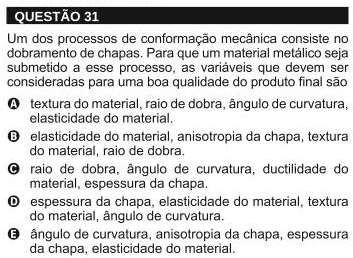 QUESTÃO 31
Um dos processos de conformação mecânica consiste no
dobramento de chapas. Para que um material metálico seja
submetido a esse processo, as variáveis que devem ser
consideradas para uma boa qualidade do produto final são
A textura do material, raio de dobra, ângulo de curvatura,
elasticidade do material.
B elasticidade do material, anisotropia da chapa, textura
do material, raio de dobra.
C raio de dobra, ângulo de curvatura, ductilidade do
material, espessura da chapa.
D espessura da chapa, elasticidade do material, textura
do material, ângulo de curvatura.
E ângulo de curvatura, anisotropia da chapa, espessura
da chapa, elasticidade do material.